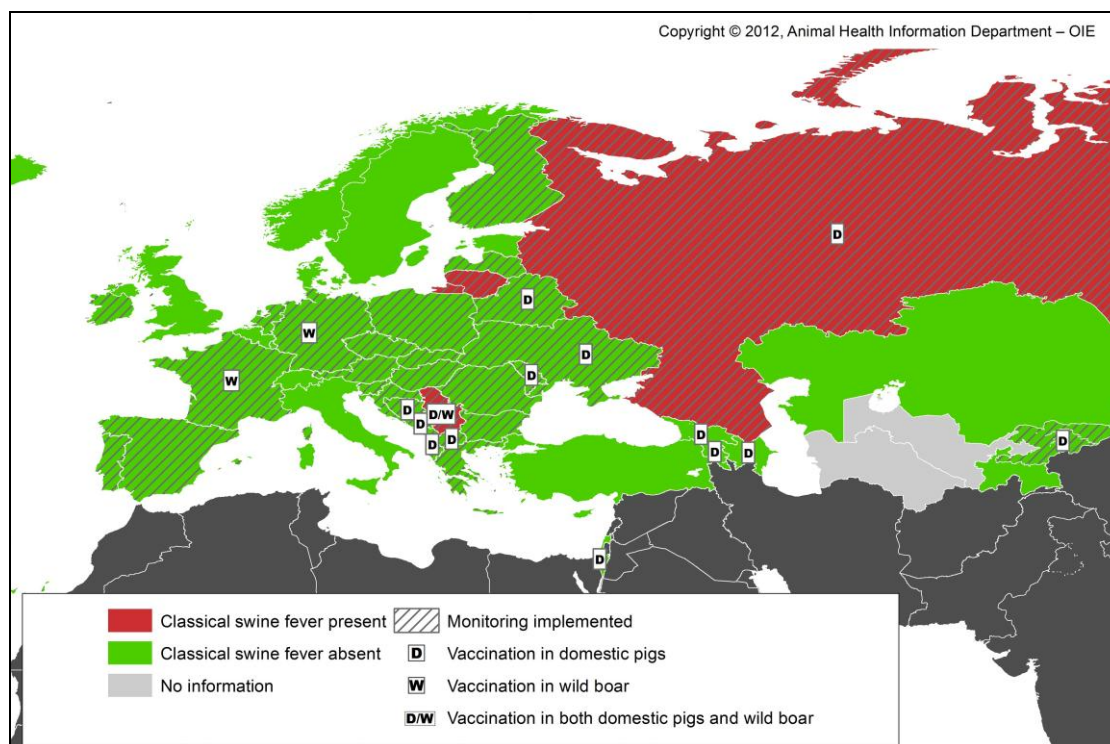 Copyright © 2012, Animal Health Information Department – OIE
D
D
W
D
D
W
D
D/W
D
D
D
D
D
D
D
D
Classical swine fever present
Monitoring implemented
Classical swine fever absent
D Vaccination in domestic pigs
No information
W Vaccination in wild boar
D/W Vaccination in both domestic pigs and wild boar